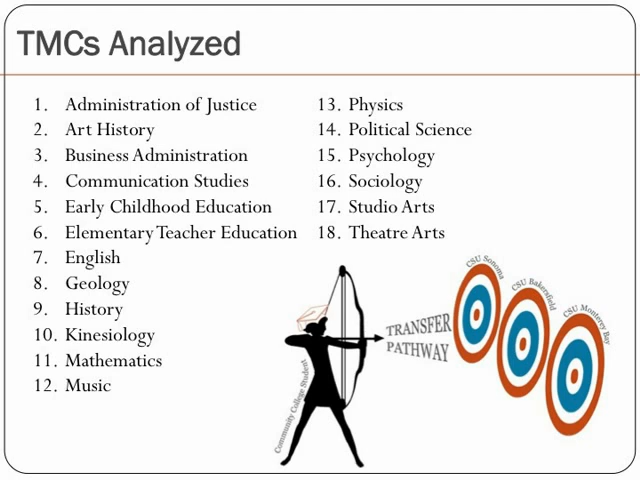 TMCs Analyzed
1. Administration of Justice
2. Art History
3. Business Administration
4. Communication Studies
5. Early Childhood Education
6. Elementary Teacher Education
7. English
8. Geology
9. History
10. Kinesiology
11. Mathematics
12. Music
13. Physics
14. Political Science
15. Psychology
16. Sociology
17. Studio Arts
18. Theatre Arts
Community College Student
TRANSFER
PATHWAY
CSU Sonoma
CSU Bakersfield
CSU Monterey Bay